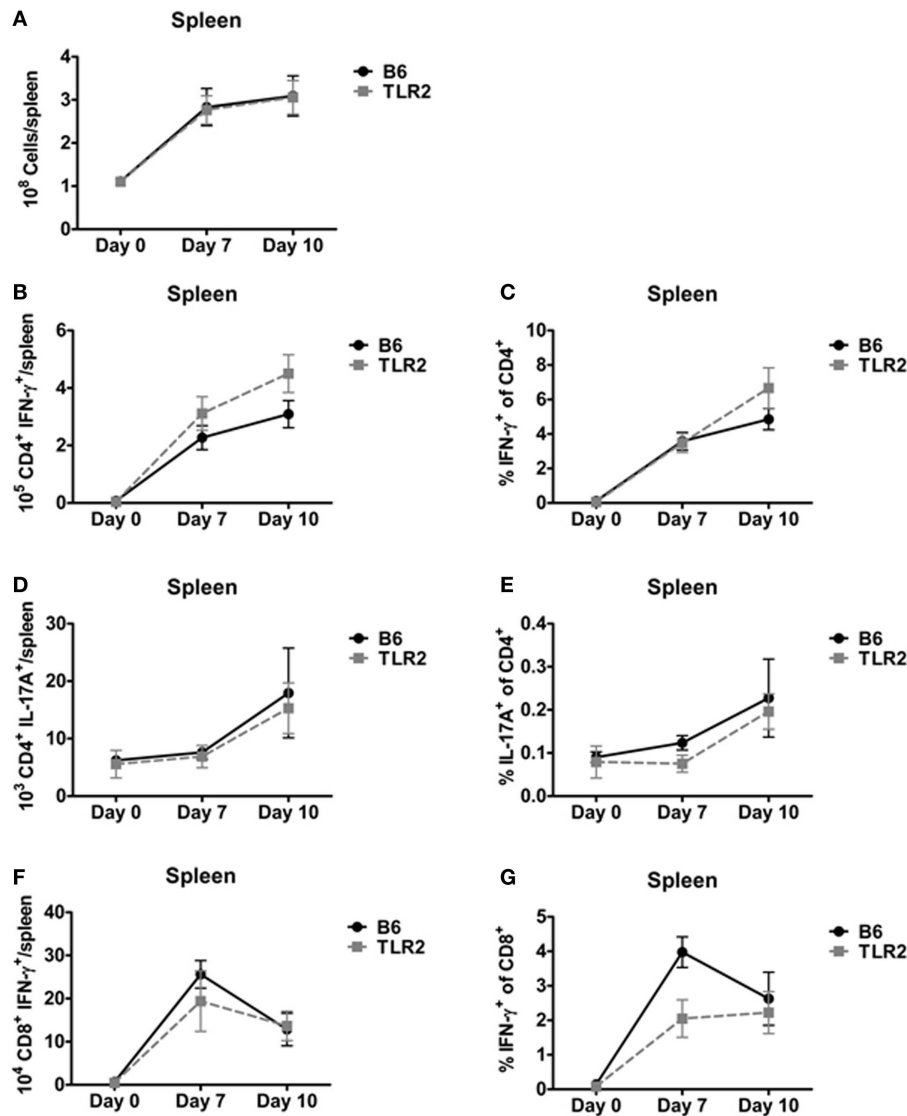 A
Spleen
10⁸ Cells/spleen
4
3
2
1
0
Day 0 Day 7 Day 10
B6
TLR2
B
Spleen
10⁵ CD4⁺ IFN-γ⁺/spleen
6
4
2
0
Day 0 Day 7 Day 10
B6
TLR2
C
Spleen
% IFN-γ⁺ of CD4⁺
10
8
6
4
2
0
Day 0 Day 7 Day 10
B6
TLR2
D
Spleen
10³ CD4⁺ IL-17A⁺/spleen
30
20
10
0
Day 0 Day 7 Day 10
B6
TLR2
E
Spleen
% IL-17A⁺ of CD4⁺
0.4
0.3
0.2
0.1
0.0
Day 0 Day 7 Day 10
B6
TLR2
F
Spleen
10⁴ CD8⁺ IFN-γ⁺/spleen
40
30
20
10
0
Day 0 Day 7 Day 10
B6
TLR2
G
Spleen
% IFN-γ⁺ of CD8⁺
5
4
3
2
1
0
Day 0 Day 7 Day 10
B6
TLR2